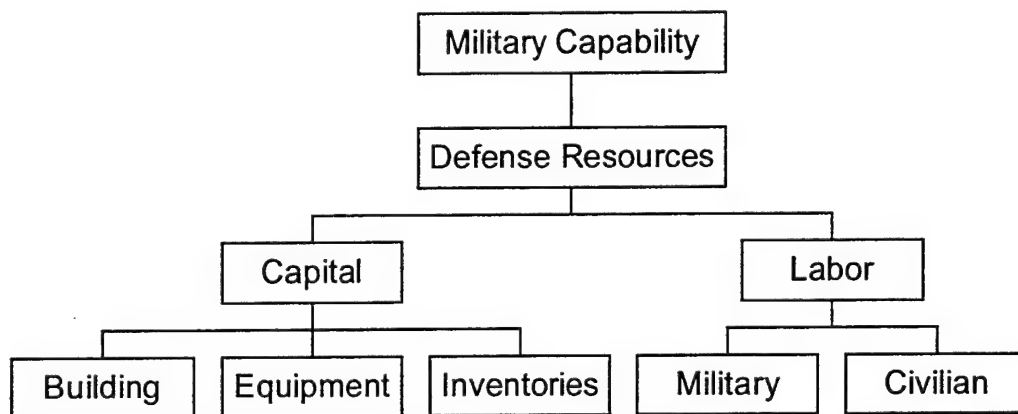 Military Capability
Defense Resources
Capital
Labor
Building
Equipment
Inventories
Military
Civilian